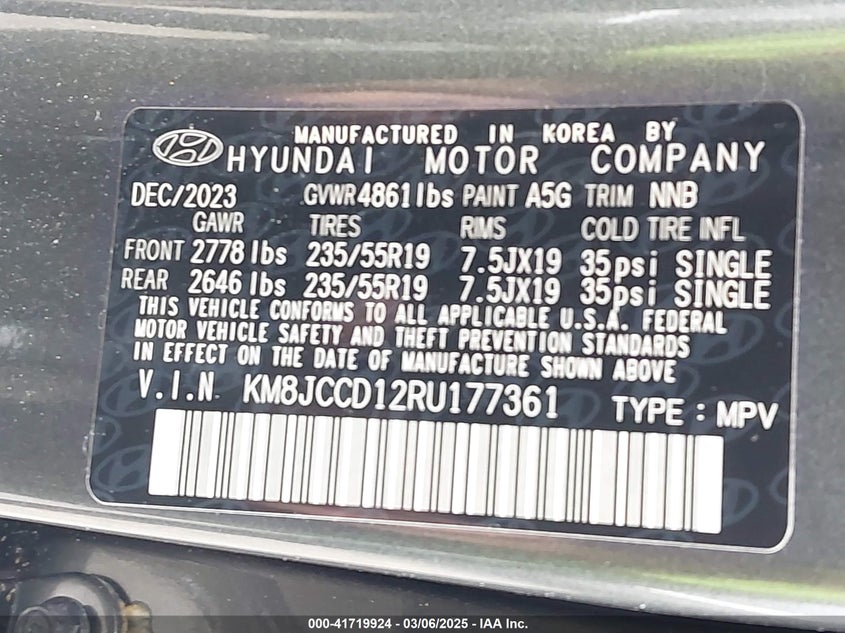 MANUFACTURED IN KOREA BY
HYUNDAI MOTOR COMPANY
DEC/2023 GVWR 4861 lbs PAINT A5G TRIM NNB
GAWR TIRES RMS COLD TIRE INFL
FRONT 2778 lbs 235/55R19 7.5JX19 35psi SINGLE
REAR 2646 lbs 235/55R19 7.5JX19 35psi SINGLE
THIS VEHICLE CONFORMS TO ALL APPLICABLE U.S.A. FEDERAL
MOTOR VEHICLE SAFETY AND THEFT PREVENTION STANDARDS
IN EFFECT ON THE DATE OF MANUFACTURE SHOWN ABOVE
V.I.N KM8JCCD12RU177361 TYPE : MPV
000-41719924 - 03/06/2025 - IAA Inc.